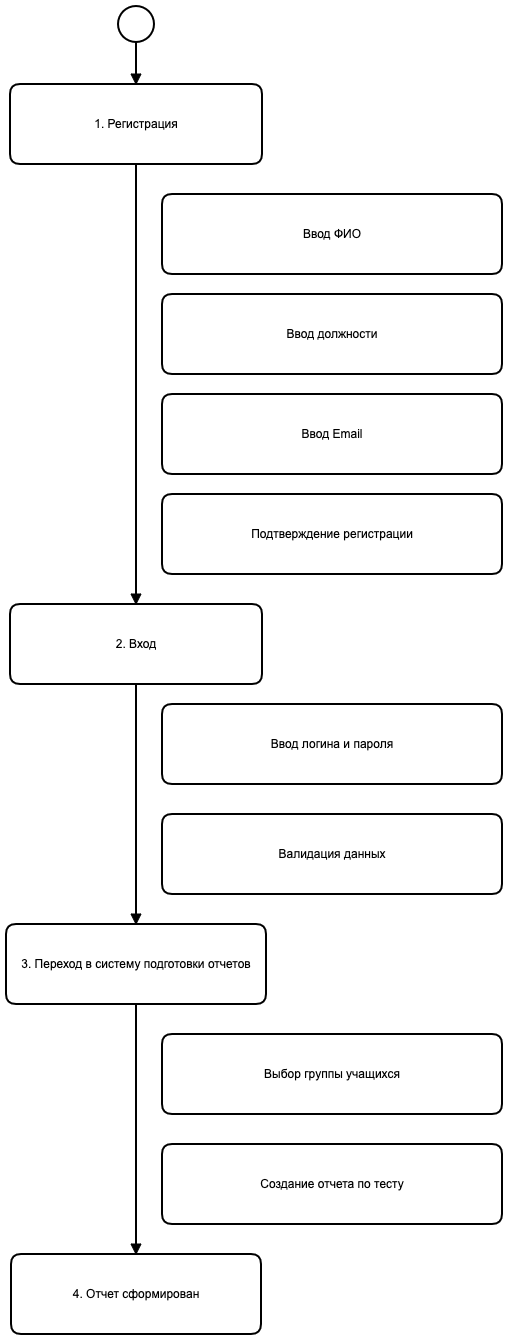 1. Регистрация
Ввод ФИО
Ввод должности
Ввод Email
Подтверждение регистрации
2. Вход
Ввод логина и пароля
Валидация данных
3. Переход в систему подготовки отчетов
Выбор группы учащихся
Создание отчета по тесту
4. Отчет сформирован